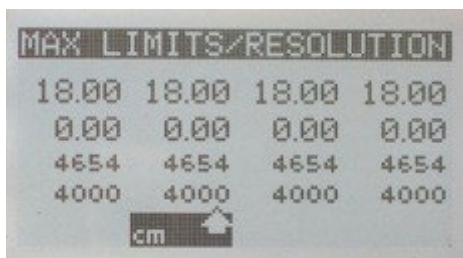 MAX LIMITS/RESOLUTION
18.00 18.00 18.00 18.00
0.00 0.00 0.00 0.00
4654 4654 4654 4654
4000 4000 4000 4000
cm